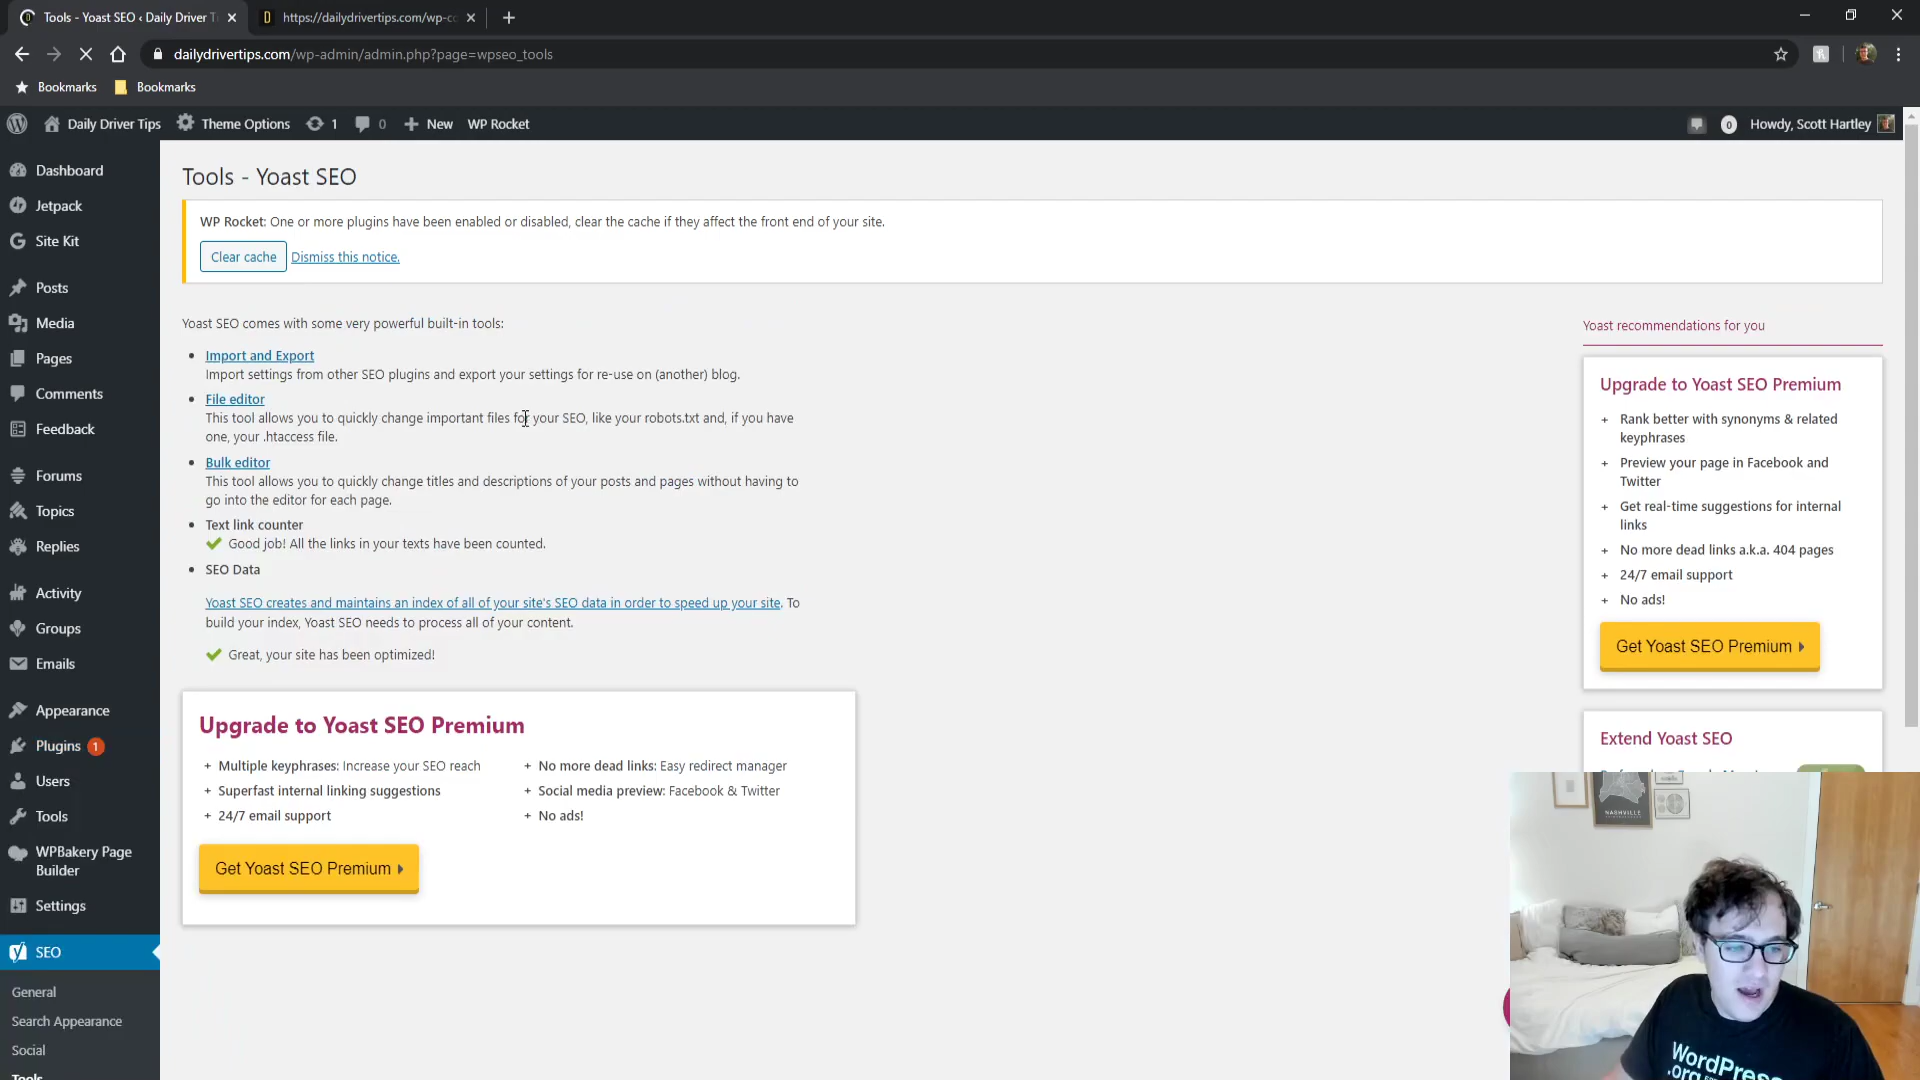 Tools - Yoast SEO ‹ Daily Driver T
https://dailydrivertips.com/wp-cc
dailydrivertips.com/wp-admin/admin.php?page=wpseo_tools
Bookmarks
Bookmarks
Daily Driver Tips
Theme Options
1
0
New
WP Rocket
0
Howdy, Scott Hartley
Dashboard
Jetpack
Site Kit
Posts
Media
Pages
Comments
Feedback
Forums
Topics
Replies
Activity
Groups
Emails
Appearance
Plugins 1
Users
Tools
WPBakery Page
Builder
Settings
SEO
General
Search Appearance
Social
Tools
Tools - Yoast SEO
WP Rocket: One or more plugins have been enabled or disabled, clear the cache if they affect the front end of your site.
Clear cache
Dismiss this notice.
Yoast SEO comes with some very powerful built-in tools:
Import and Export
Import settings from other SEO plugins and export your settings for re-use on (another) blog.
File editor
This tool allows you to quickly change important files for your SEO, like your robots.txt and, if you have
one, your .htaccess file.
Bulk editor
This tool allows you to quickly change titles and descriptions of your posts and pages without having to
go into the editor for each page.
Text link counter
Good job! All the links in your texts have been counted.
SEO Data
Yoast SEO creates and maintains an index of all of your site's SEO data in order to speed up your site. To
build your index, Yoast SEO needs to process all of your content.
Great, your site has been optimized!
Upgrade to Yoast SEO Premium
+ Multiple keyphrases: Increase your SEO reach
+ Superfast internal linking suggestions
+ 24/7 email support
+ No more dead links: Easy redirect manager
+ Social media preview: Facebook & Twitter
+ No ads!
Get Yoast SEO Premium
Yoast recommendations for you
Upgrade to Yoast SEO Premium
+ Rank better with synonyms & related
keyphrases
+ Preview your page in Facebook and
Twitter
+ Get real-time suggestions for internal
links
+ No more dead links a.k.a. 404 pages
+ 24/7 email support
+ No ads!
Get Yoast SEO Premium
Extend Yoast SEO
NASHVILLE
WordPress
.org